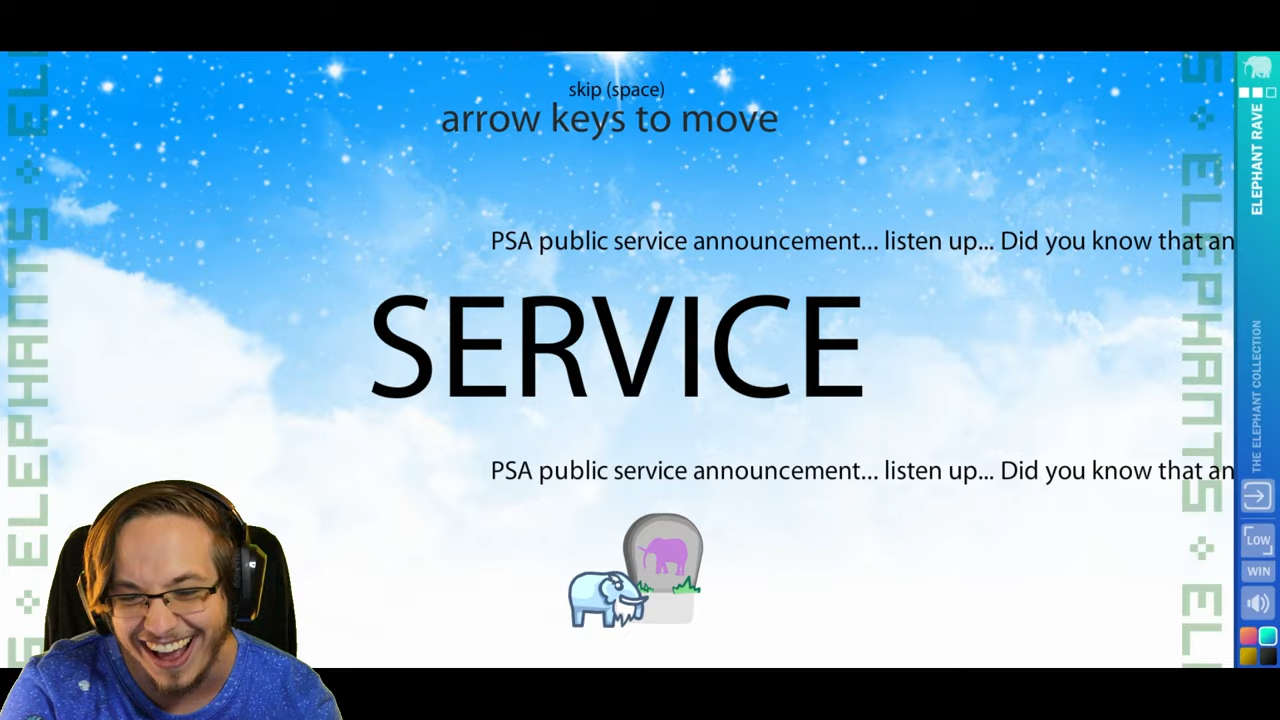 skip (space)
arrow keys to move
PSA public service announcement... listen up... Did you know that an
SERVICE
PSA public service announcement... listen up... Did you know that an
ELEPHANTS
ELEPHANTS
ELEPHANT RAVE
THE ELEPHANT COLLECTION
LOW
WIN